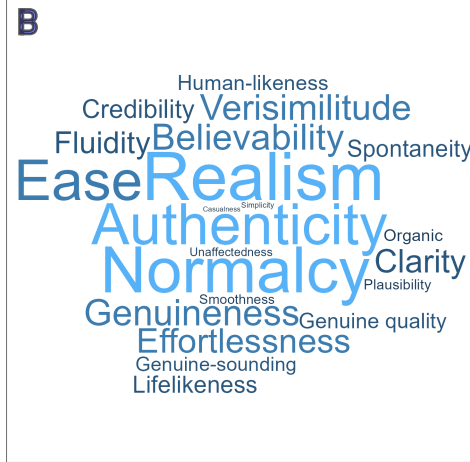 B
Human-likeness
Credibility Verisimilitude
Fluidity Believability Spontaneity
Ease Realism
Casualness Simplicity
Authenticity Organic
Unaffectedness
Normalcy Clarity
Plausibility
Smoothness
Genuineness Genuine quality
Effortlessness
Genuine-sounding
Lifelikeness